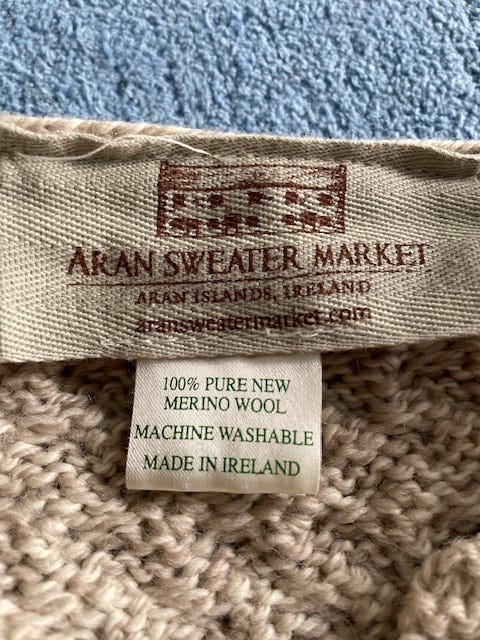 ARAN SWEATER MARKET
ARAN ISLANDS, IRELAND
aransweatermarket.com
100% PURE NEW
MERINO WOOL
MACHINE WASHABLE
MADE IN IRELAND